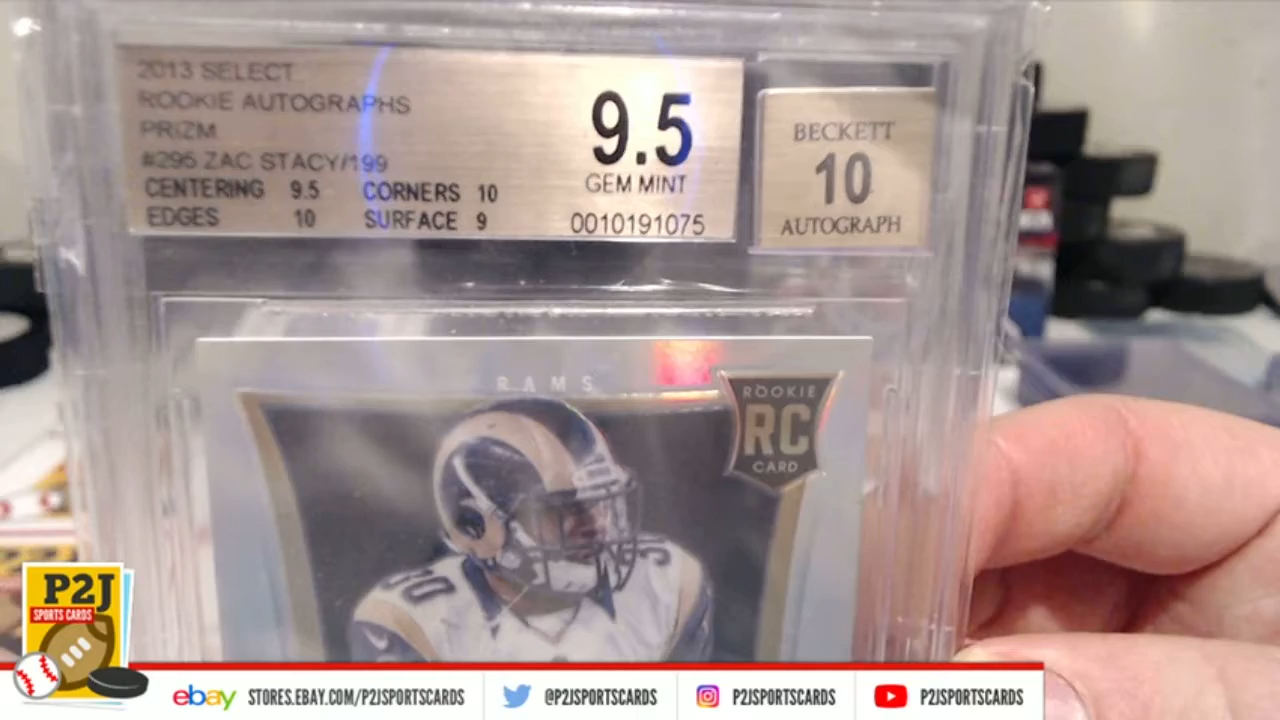 2013 SELECT
ROOKIE AUTOGRAPHS
PRIZM
#295 ZAC STACY/199
CENTERING 9.5 CORNERS 10
EDGES 10 SURFACE 9
9.5
GEM MINT
0010191075
BECKETT
10
AUTOGRAPH
RAMS
ROOKIE
RC
CARD
30
P2J
SPORTS CARDS
ebay STORES.EBAY.COM/P2JSPORTSCARDS
@P2JSPORTSCARDS
P2JSPORTSCARDS
P2JSPORTSCARDS